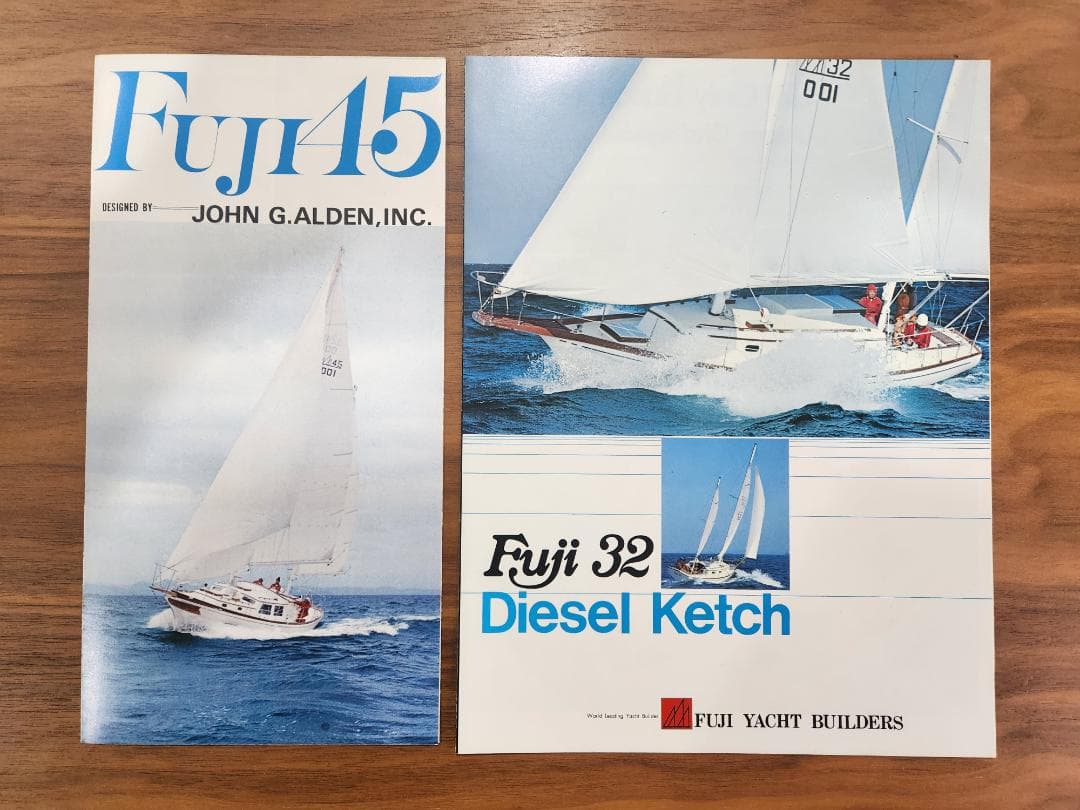 FUJI 45
DESIGNED BY
JOHN G. ALDEN, INC.
45
001
32
001
Fuji 32
Diesel Ketch
World Leading Yacht Builder
FUJI YACHT BUILDERS